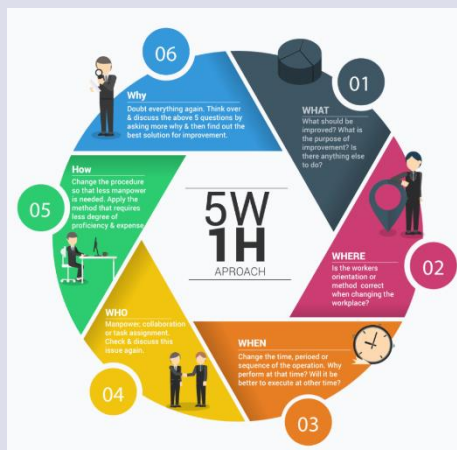 5W
1H
APROACH
01
WHAT
What should be
improved? What is
the purpose of
improvement? Is
there anything else
to do?
02
WHERE
Is the workers
orientation or
method correct
when changing the
workplace?
03
WHEN
Change the time, perioed or
sequence of the operation. Why
perform at that time? Will it be
better to execute at other time?
04
WHO
Manpower, collaboration
or task assignment.
Check & discuss this
issue again.
05
How
Change the procedure
so that less manpower
is needed. Apply the
method that requires
less degree of
proficiency & expense
06
Why
Doubt everything again. Think over
& discuss the above 5 questions by
asking more why & then find out the
best solution for improvement.